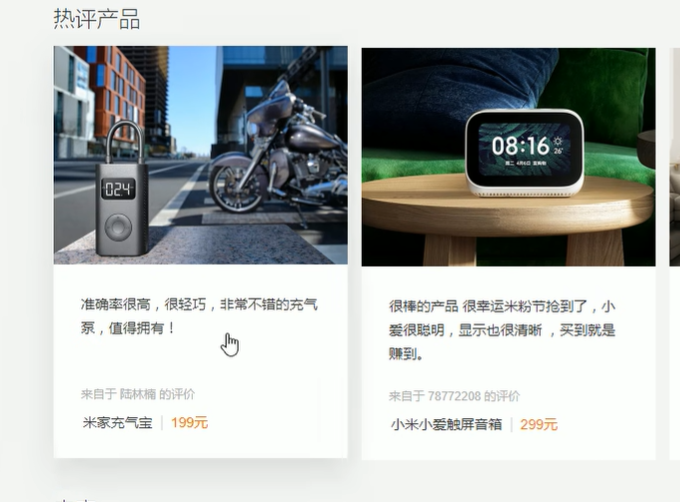 热评产品
024
08:16
26°
准确率很高，很轻巧，非常不错的充气
泵，值得拥有！
来自于 陆林楠 的评价
米家充气宝 | 199元
很棒的产品 很幸运米粉节抢到了，小
爱很聪明，显示也很清晰 ，买到就是
赚到。
来自于 78772208 的评价
小米小爱触屏音箱 | 299元